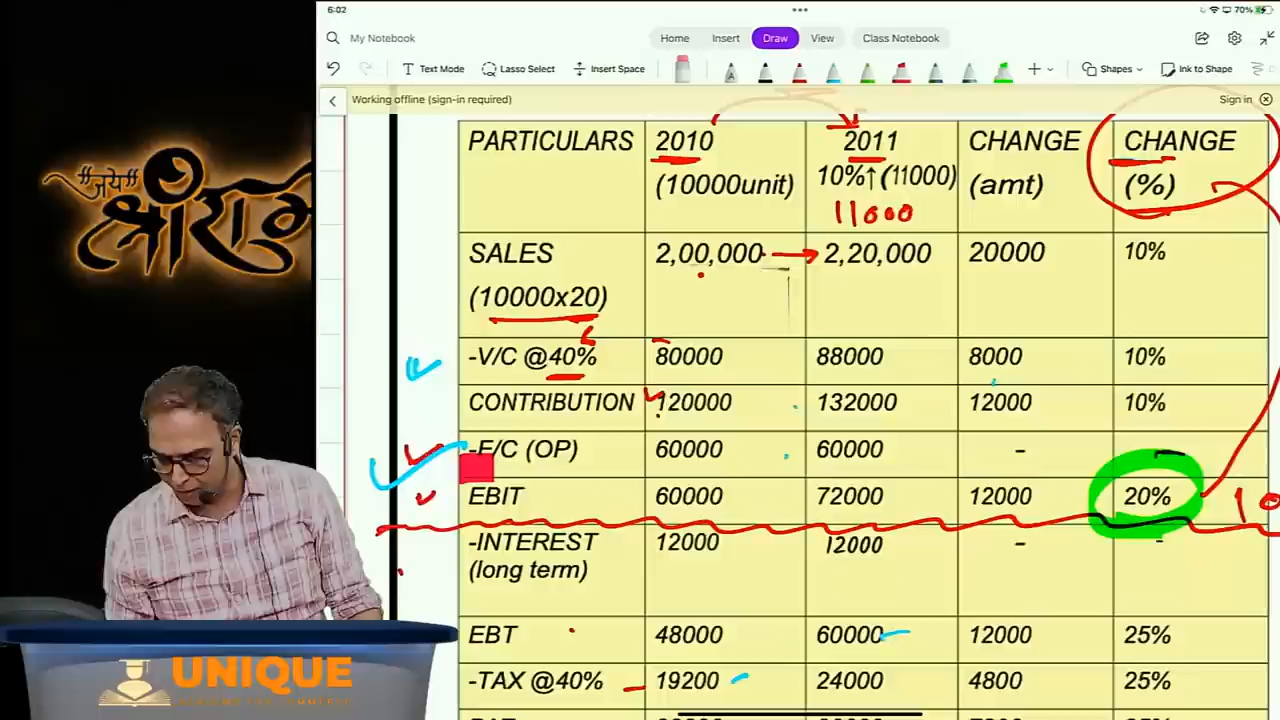 6:02
70%
My Notebook
Home
Insert
Draw
View
Class Notebook
Text Mode
Lasso Select
Insert Space
Shapes
Ink to Shape
Working offline (sign-in required)
Sign in
PARTICULARS 2010 2011 CHANGE CHANGE
(10000unit) 10%↑(11000) (amt) (%)
11000
SALES 2,00,000 2,20,000 20000 10%
(10000x20)
-V/C @40% 80000 88000 8000 10%
CONTRIBUTION 120000 132000 12000 10%
-F/C (OP) 60000 60000 -
EBIT 60000 72000 12000 20%
10
-INTEREST 12000 12000 - -
(long term)
EBT 48000 60000 12000 25%
-TAX @40% 19200 24000 4800 25%
"जय"
श्री राम
UNIQUE